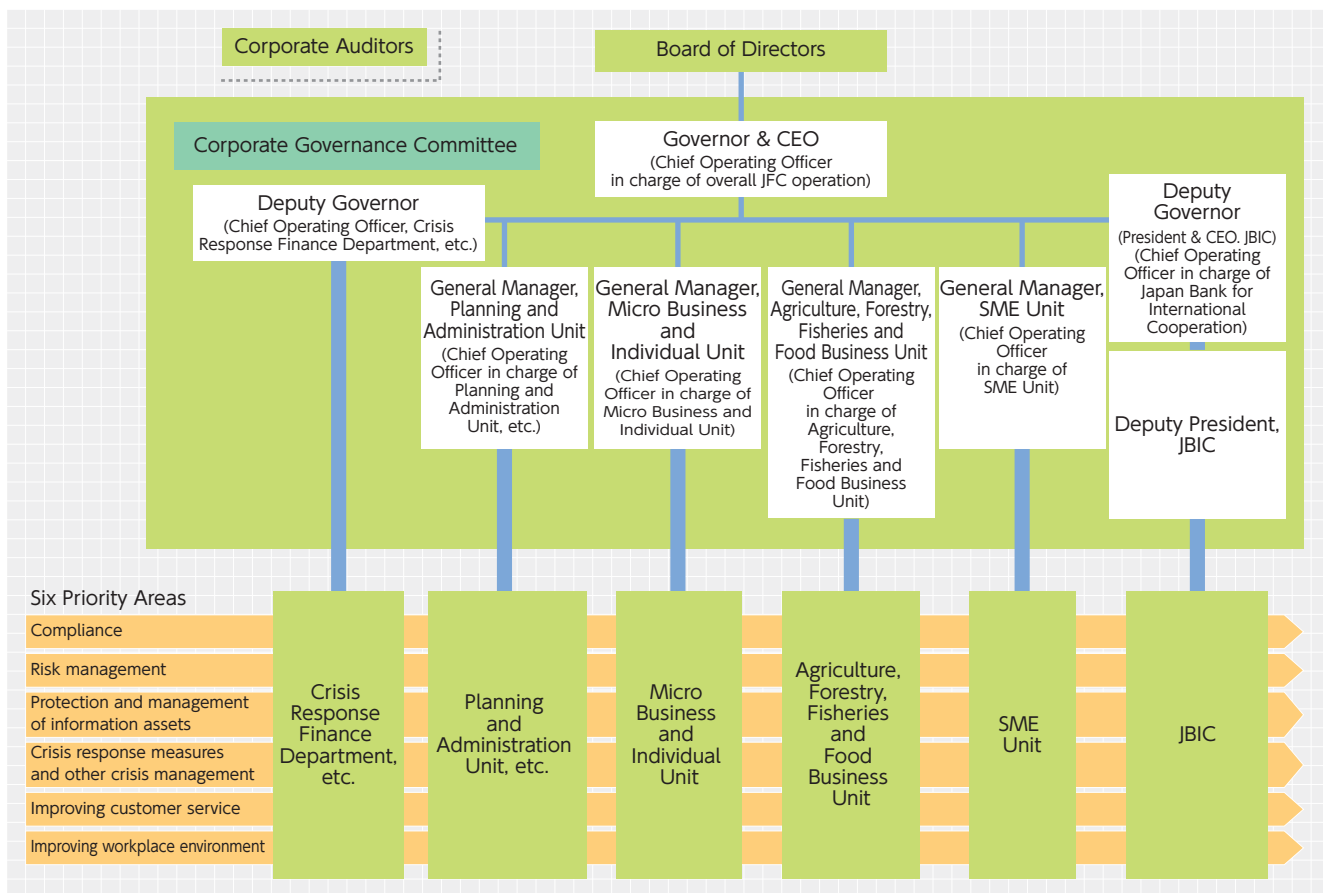 Corporate Auditors
Board of Directors
Corporate Governance Committee
Governor & CEO
(Chief Operating Officer
in charge of overall JFC operation)
Deputy Governor
(Chief Operating Officer, Crisis
Response Finance Department, etc.)
Deputy
Governor
(President & CEO. JBIC)
(Chief Operating
Officer in charge of
Japan Bank for
International
Cooperation)
General Manager,
Planning and
Administration Unit
(Chief Operating
Officer in charge of
Planning and
Administration
Unit, etc.)
General Manager,
Micro Business
and
Individual Unit
(Chief Operating
Officer in charge of
Micro Business and
Individual Unit)
General Manager,
Agriculture, Forestry,
Fisheries and
Food Business Unit
(Chief Operating
Officer
in charge of
Agriculture,
Forestry,
Fisheries and
Food Business
Unit)
General Manager,
SME Unit
(Chief Operating
Officer
in charge of
SME Unit)
Deputy President,
JBIC
Six Priority Areas
Compliance
Risk management
Protection and management
of information assets
Crisis response measures
and other crisis management
Improving customer service
Improving workplace environment
Crisis
Response
Finance
Department,
etc.
Planning
and
Administration
Unit, etc.
Micro
Business
and
Individual
Unit
Agriculture,
Forestry,
Fisheries
and
Food
Business
Unit
SME
Unit
JBIC